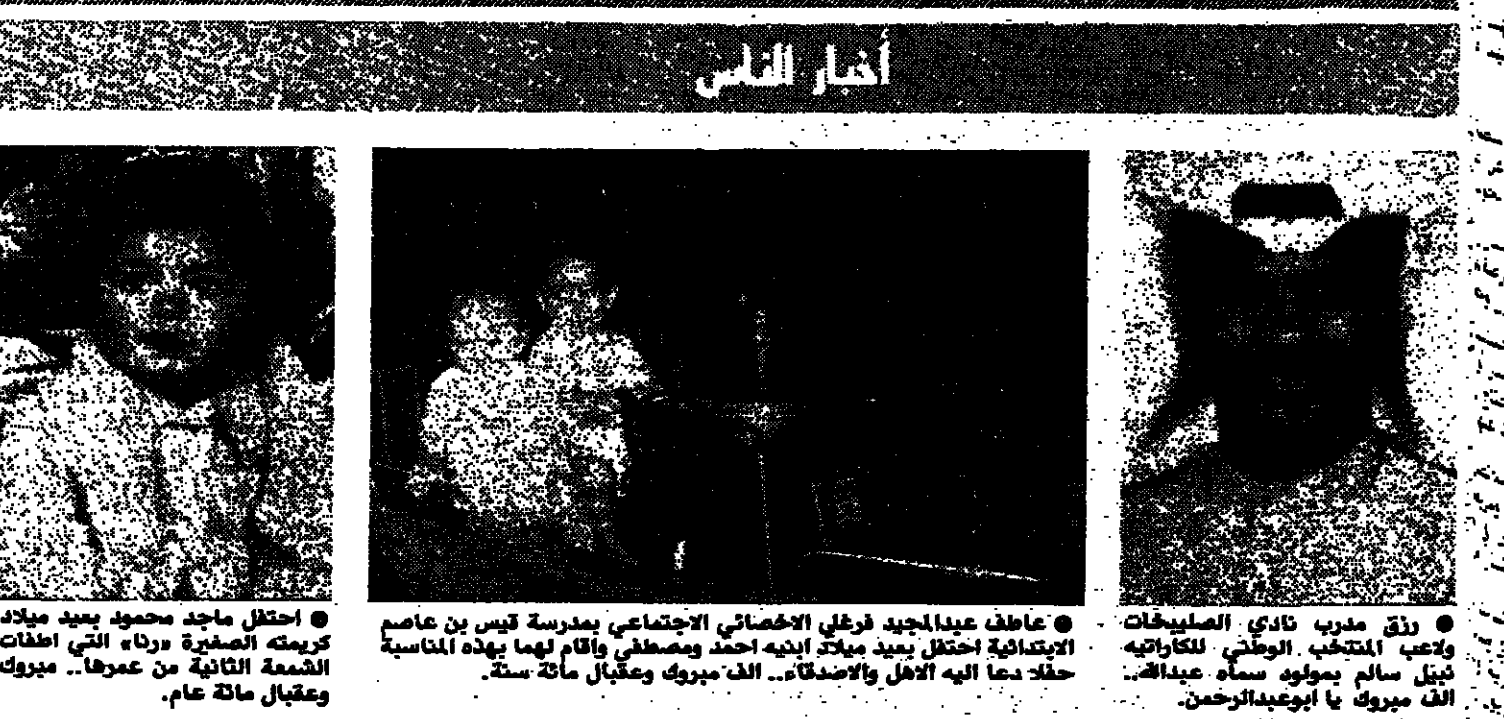 أخبار الناس
● رزق مدرب نادي الصليبخات
ولاعب المنتخب الوطني للكاراتيه
نبيل سالم بمولود سماه عبدالله..
الف مبروك يا ابوعبدالرحمن.
● عاطف عبدالمجيد فرغلي الاخصائي الاجتماعي بمدرسة قيس بن عاصم
الابتدائية احتفل بعيد ميلاد ابنيه احمد ومصطفى واقام لهما بهذه المناسبة
حفلا دعا اليه الاهل والاصدقاء.. الف مبروك وعقبال مائة سنة.
● احتفل ماجد محمود بعيد ميلاد
كريمته الصغيرة «رنا» التي اطفات
الشمعة الثانية من عمرها.. مبروك
وعقبال مائة عام.